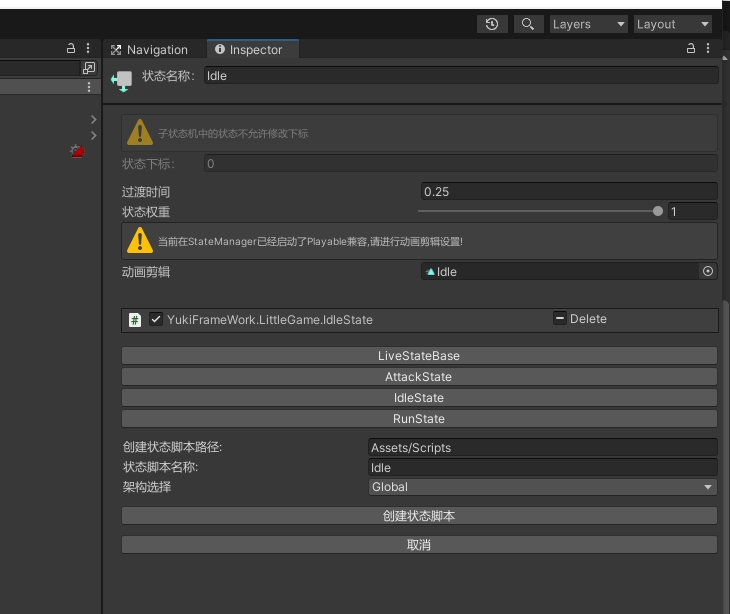 Layers
Layout
Navigation
Inspector
状态名称:
Idle
子状态机中的状态不允许修改下标
状态下标:
0
过渡时间
0.25
状态权重
1
当前在StateManager已经启动了Playable兼容,请进行动画剪辑设置!
动画剪辑
Idle
#
YukiFrameWork.LittleGame.IdleState
Delete
LiveStateBase
AttackState
IdleState
RunState
创建状态脚本路径:
Assets/Scripts
状态脚本名称:
Idle
架构选择
Global
创建状态脚本
取消